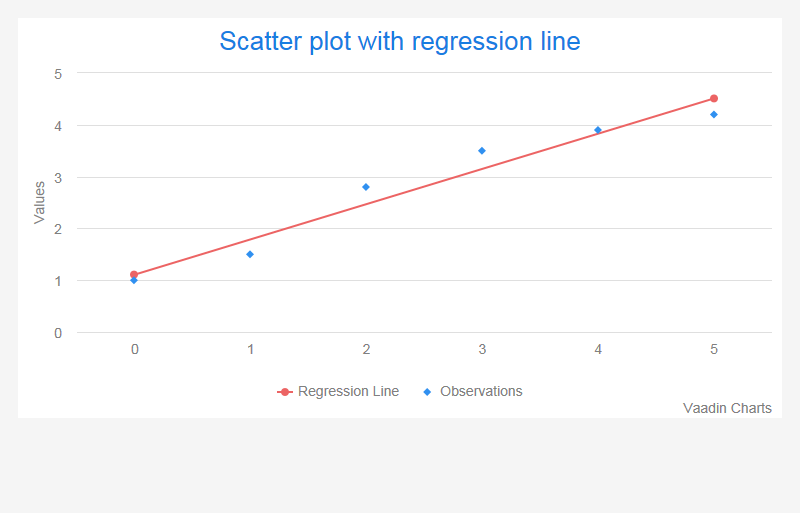 Scatter plot with regression line
5
4
3
2
1
0
Values
0 1 2 3 4 5
Regression Line Observations
Vaadin Charts